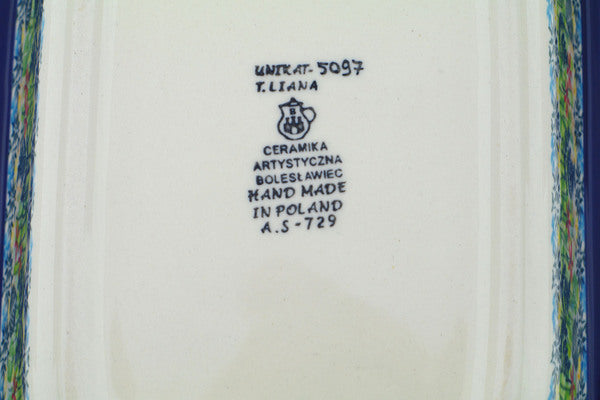 UNIKAT-5097
T.LIANA
B
CERAMIKA
ARTYSTYCZNA
BOLESŁAWIEC
HAND MADE
IN POLAND
A.S-729